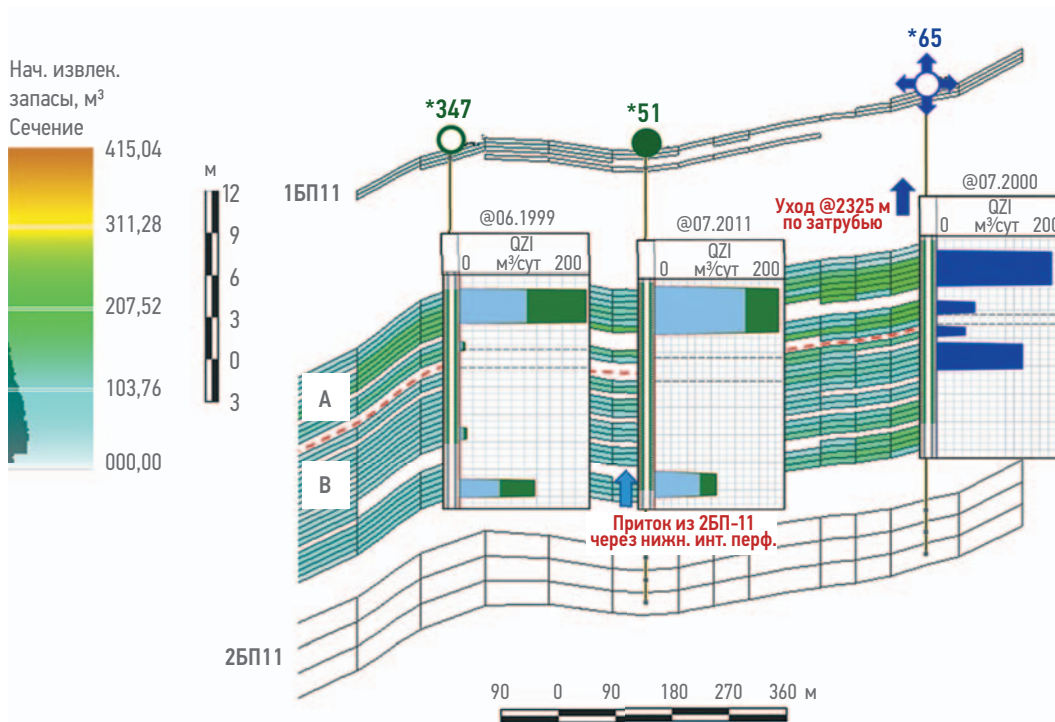 Нач. извлек.
запасы, м³
Сечение
415,04
311,28
207,52
103,76
000,00
м
12
9
6
3
0
3
*347
*51
*65
1БП11
@06.1999
QZI
м³/сут
0 200
@07.2011
QZI
м³/сут
0 200
Уход @2325 м
по затрубью
@07.2000
QZI
м³/сут
0 200
А
В
Приток из 2БП-11
через нижн. инт. перф.
2БП11
90 0 90 180 270 360 м